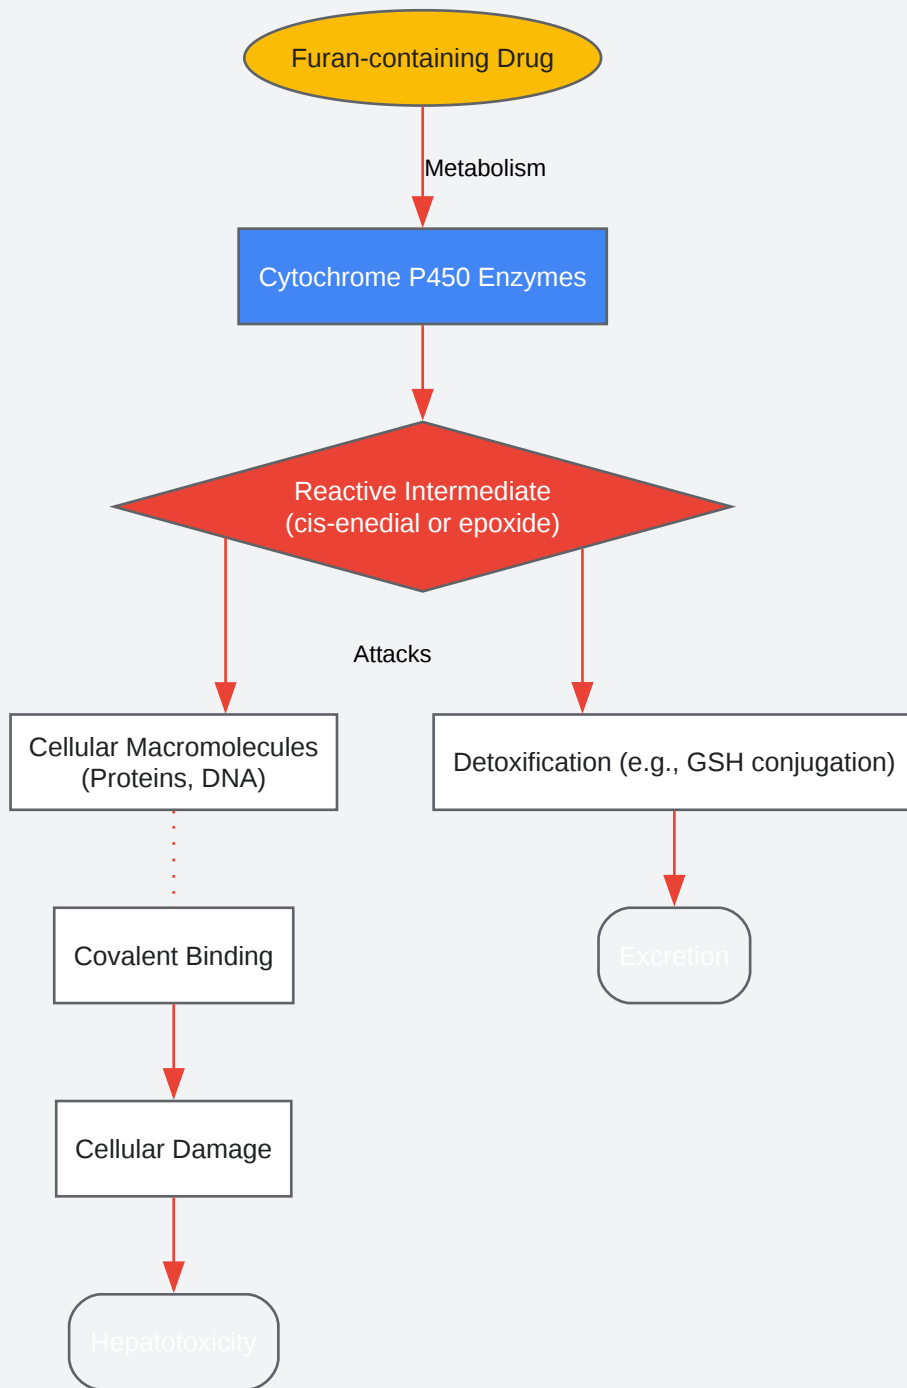 Furan-containing Drug
Metabolism
Cytochrome P450 Enzymes
Reactive Intermediate
(cis-enedial or epoxide)
Attacks
Cellular Macromolecules
(Proteins, DNA)
Detoxification (e.g., GSH conjugation)
Covalent Binding
Excretion
Cellular Damage
Hepatotoxicity